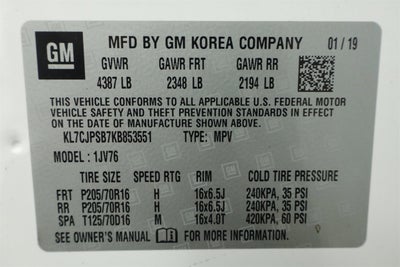 GM
MFD BY GM KOREA COMPANY 01 / 19
GVWR GAWR FRT GAWR RR
4387 LB 2348 LB 2194 LB
THIS VEHICLE CONFORMS TO ALL APPLICABLE U.S. FEDERAL MOTOR
VEHICLE SAFETY AND THEFT PREVENTION STANDARDS IN EFFECT
ON THE DATE OF MANUFACTURE SHOWN ABOVE.
KL7CJPSB7KB853551 TYPE: MPV
MODEL: 1JV76
TIRE SIZE SPEED RTG RIM COLD TIRE PRESSURE
FRT P205/70R16 H 16x6.5J 240KPA, 35 PSI
RR P205/70R16 H 16x6.5J 240KPA, 35 PSI
SPA T125/70D16 M 16x4.0T 420KPA, 60 PSI
SEE OWNER'S MANUAL FOR MORE INFORMATION.